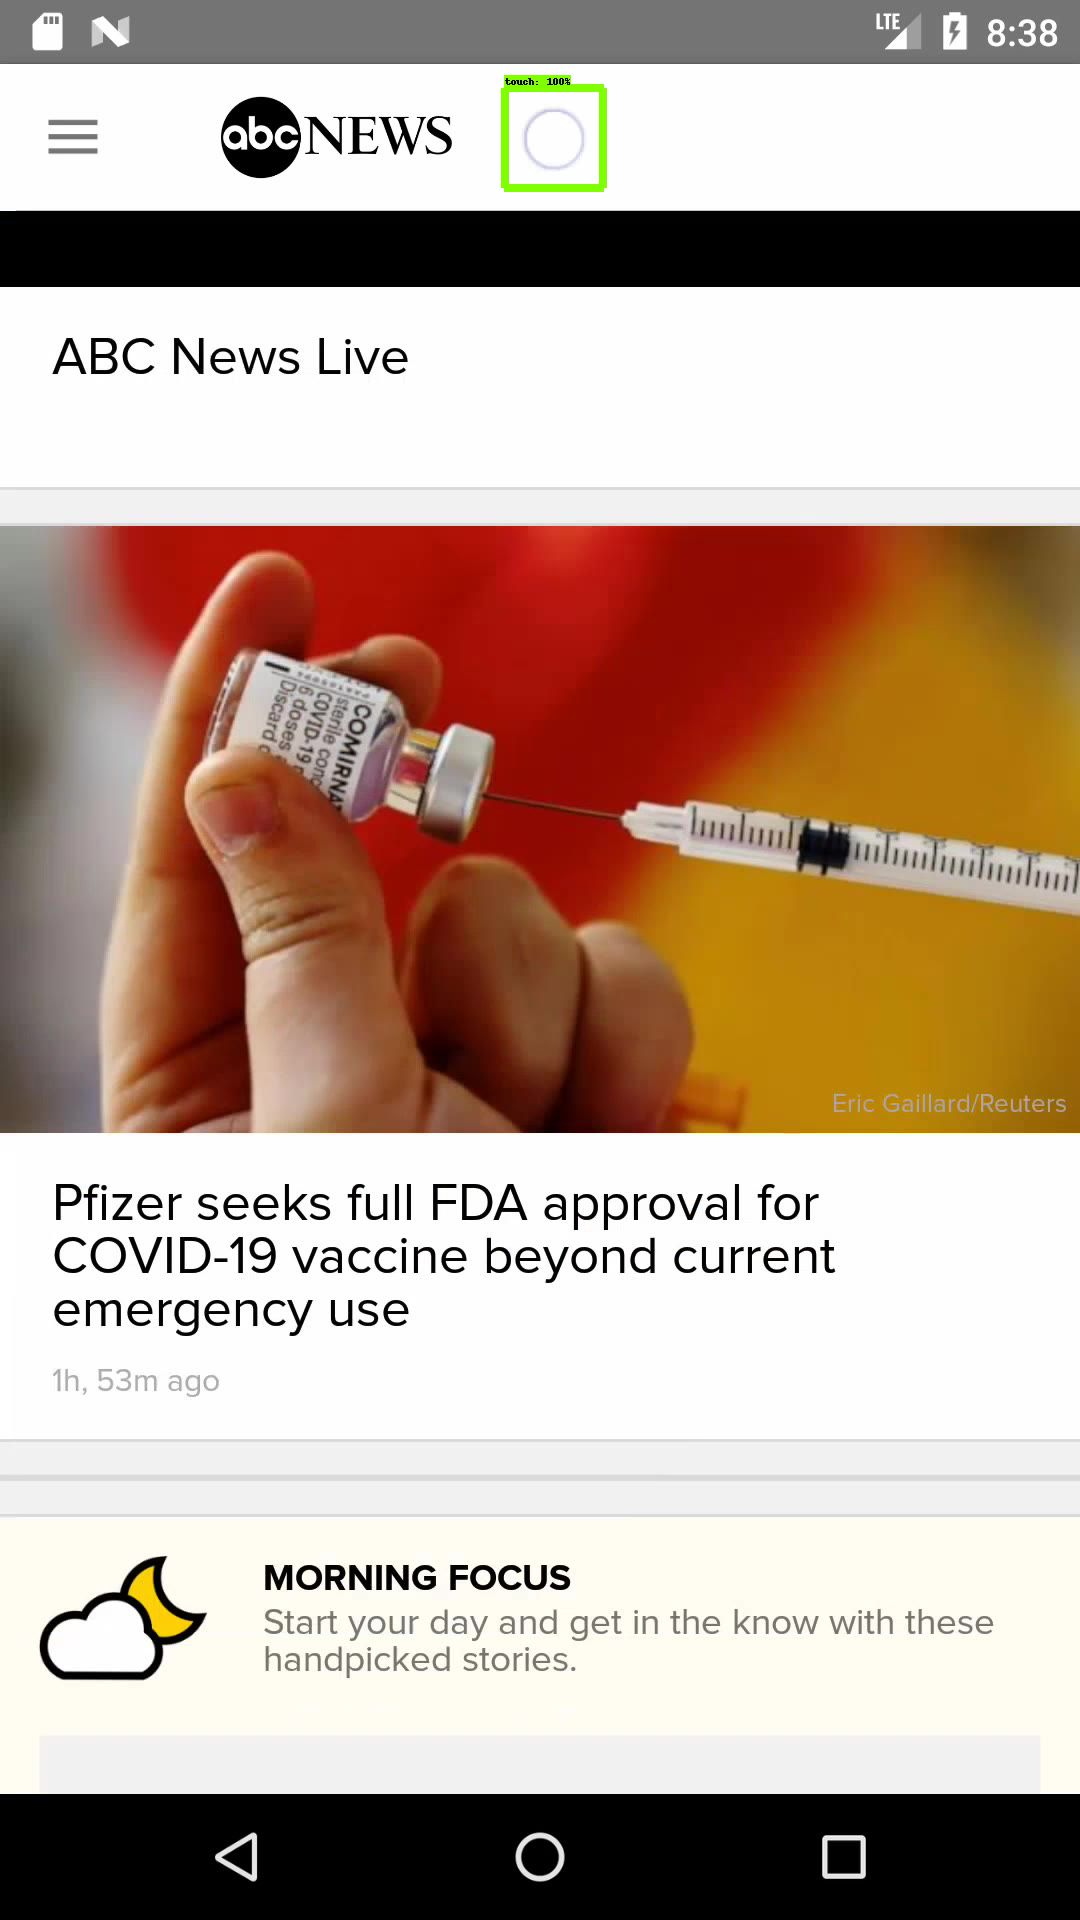 LTE
8:38
touch: 100%
abc NEWS
ABC News Live
COMIRNA
sterile conc
COVID-19
6 doses
Discard
Eric Gaillard/Reuters
Pfizer seeks full FDA approval for
COVID-19 vaccine beyond current
emergency use
1h, 53m ago
MORNING FOCUS
Start your day and get in the know with these
handpicked stories.